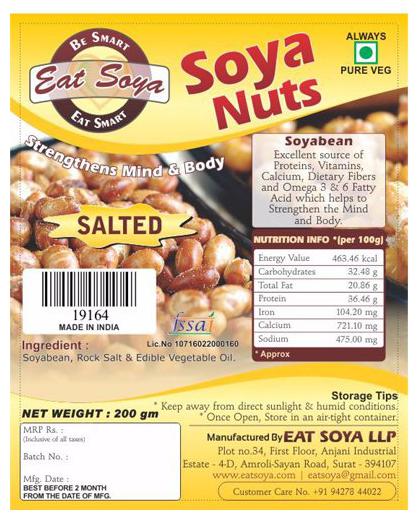 BE SMART
Eat Soya
EAT SMART
Soya
Nuts
ALWAYS
PURE VEG
Strengthens Mind & Body
SALTED
Soyabean
Excellent source of
Proteins, Vitamins,
Calcium, Dietary Fibers
and Omega 3 & 6 Fatty
Acid which helps to
Strengthen the Mind
and Body.
NUTRITION INFO *(per 100g)
Energy Value 463.46 kcal
Carbohydrates 32.48 g
Total Fat 20.86 g
Protein 36.46 g
Iron 104.20 mg
Calcium 721.10 mg
Sodium 475.00 mg
* Approx
19164
MADE IN INDIA
fssai
Lic.No 10716022000160
Ingredient :
Soyabean, Rock Salt & Edible Vegetable Oil.
Storage Tips
* Keep away from direct sunlight & humid conditions.
* Once Open, Store in an air-tight container.
NET WEIGHT : 200 gm
MRP Rs. :
(Inclusive of all taxes)
Batch No. :
Mfg. Date :
BEST BEFORE 2 MONTH
FROM THE DATE OF MFG.
Manufactured By EAT SOYA LLP
Plot no.34, First Floor, Anjani Industrial
Estate - 4-D, Amroli-Sayan Road, Surat - 394107
www.eatsoya.com | eatsoya@gmail.com
Customer Care No. +91 94278 44022